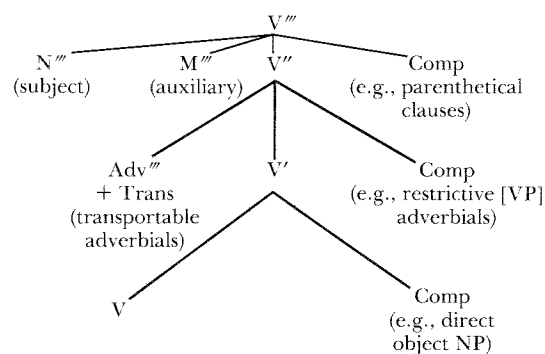 V‴
N‴ M‴ V″ Comp
(subject) (auxiliary) (e.g., parenthetical
clauses)
Adv‴ V′ Comp
+ Trans (e.g., restrictive [VP]
(transportable adverbials)
adverbials)
V Comp
(e.g., direct
object NP)